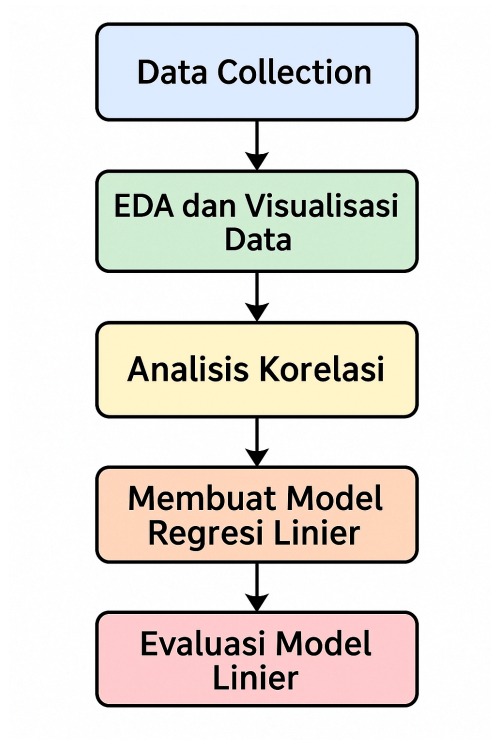 Data Collection
EDA dan Visualisasi
Data
Analisis Korelasi
Membuat Model
Regresi Linier
Evaluasi Model
Linier